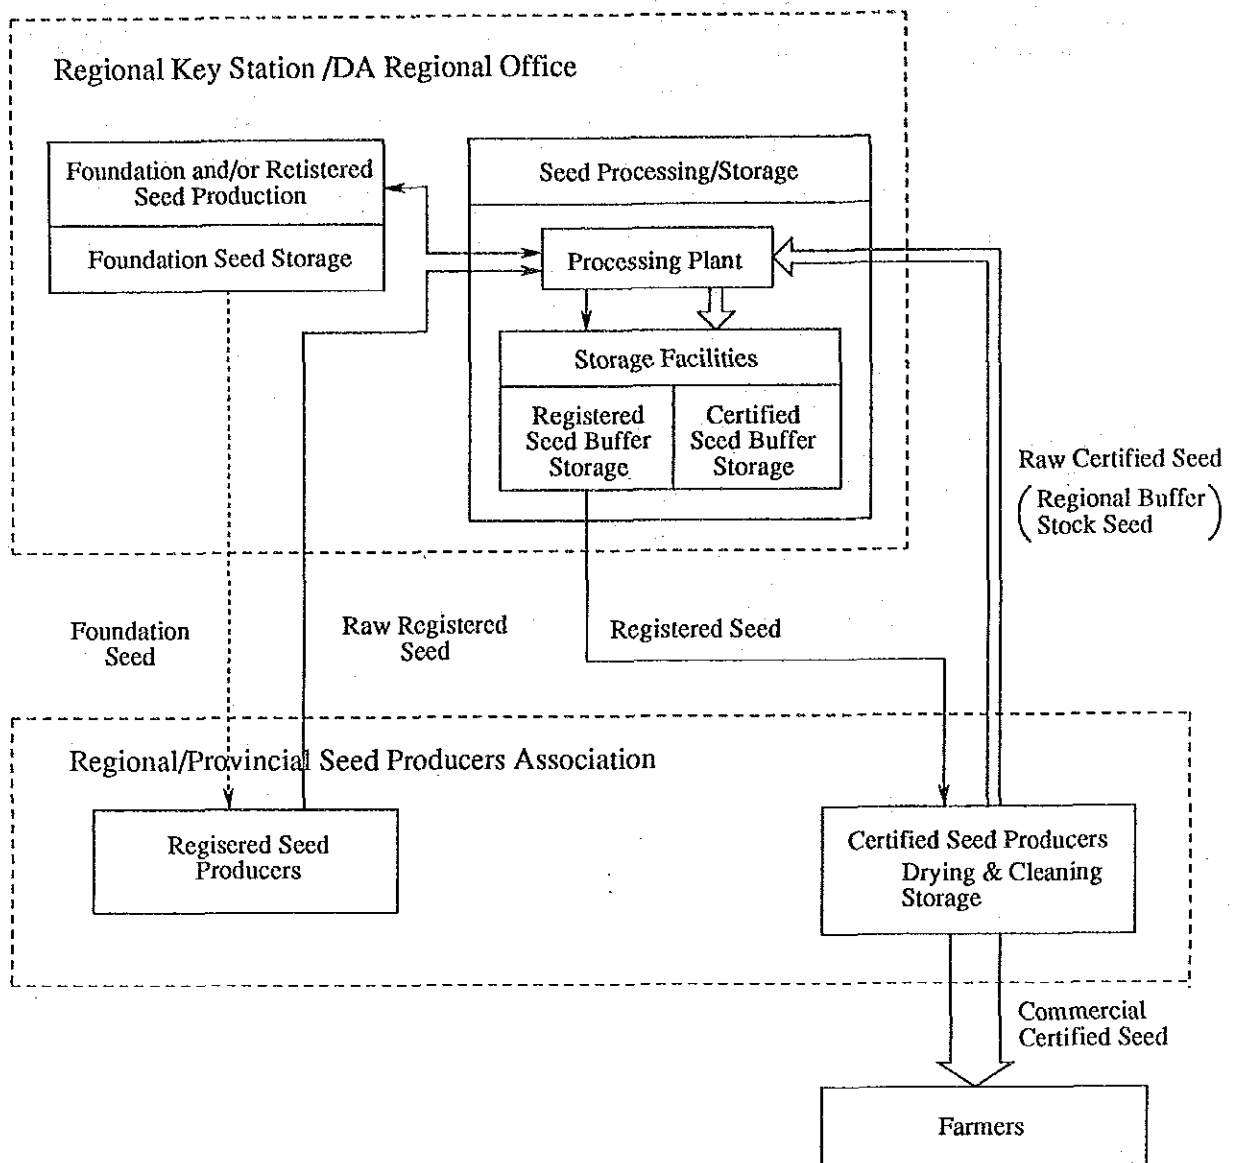 Regional Key Station /DA Regional Office
Foundation and/or Retistered
Seed Production
Foundation Seed Storage
Seed Processing/Storage
Processing Plant
Storage Facilities
Registered
Seed Buffer
Storage
Certified
Seed Buffer
Storage
Raw Certified Seed
(Regional Buffer
Stock Seed)
Foundation
Seed
Raw Registered
Seed
Registered Seed
Regional/Provincial Seed Producers Association
Regisered Seed
Producers
Certified Seed Producers
Drying & Cleaning
Storage
Commercial
Certified Seed
Farmers